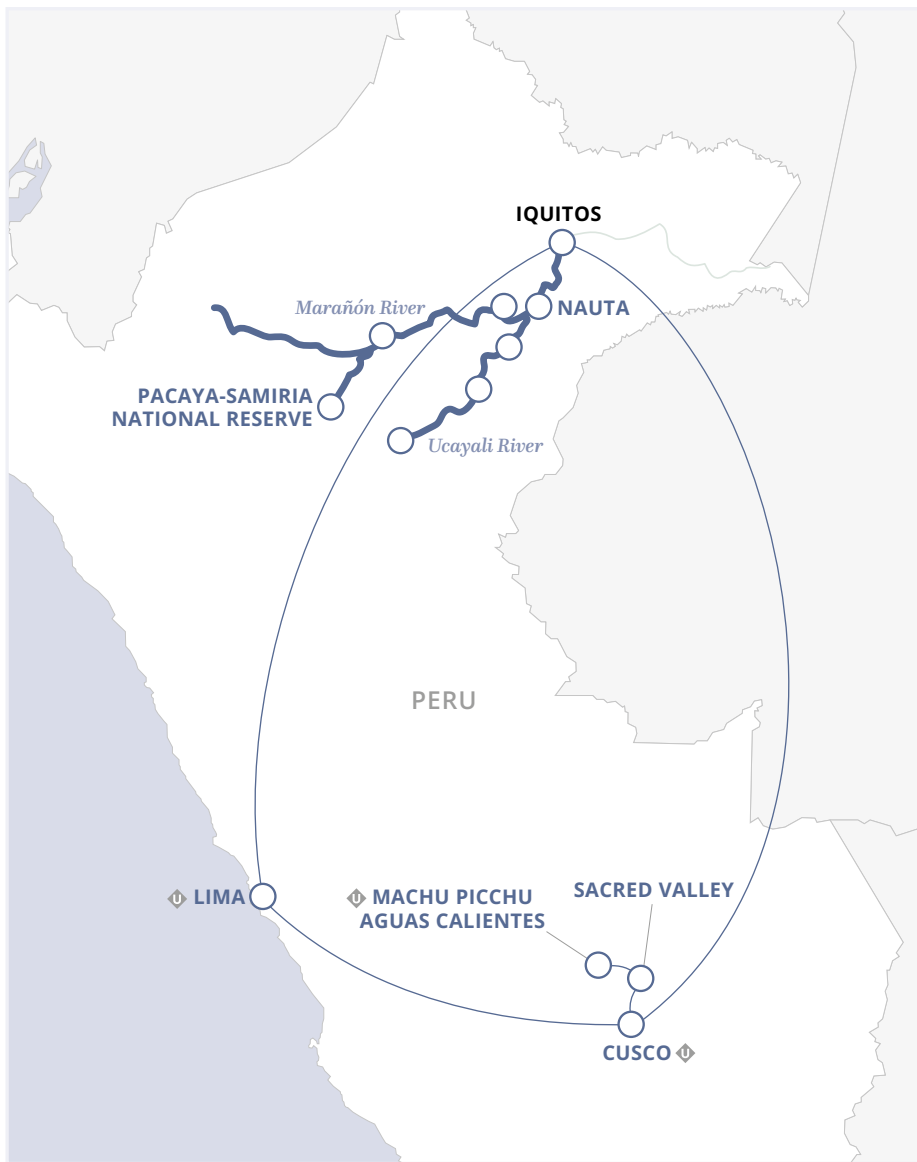 IQUITOS
Marañón River
NAUTA
PACAYA-SAMIRIA
NATIONAL RESERVE
Ucayali River
PERU
U LIMA
U MACHU PICCHU
AGUAS CALIENTES
SACRED VALLEY
CUSCO U